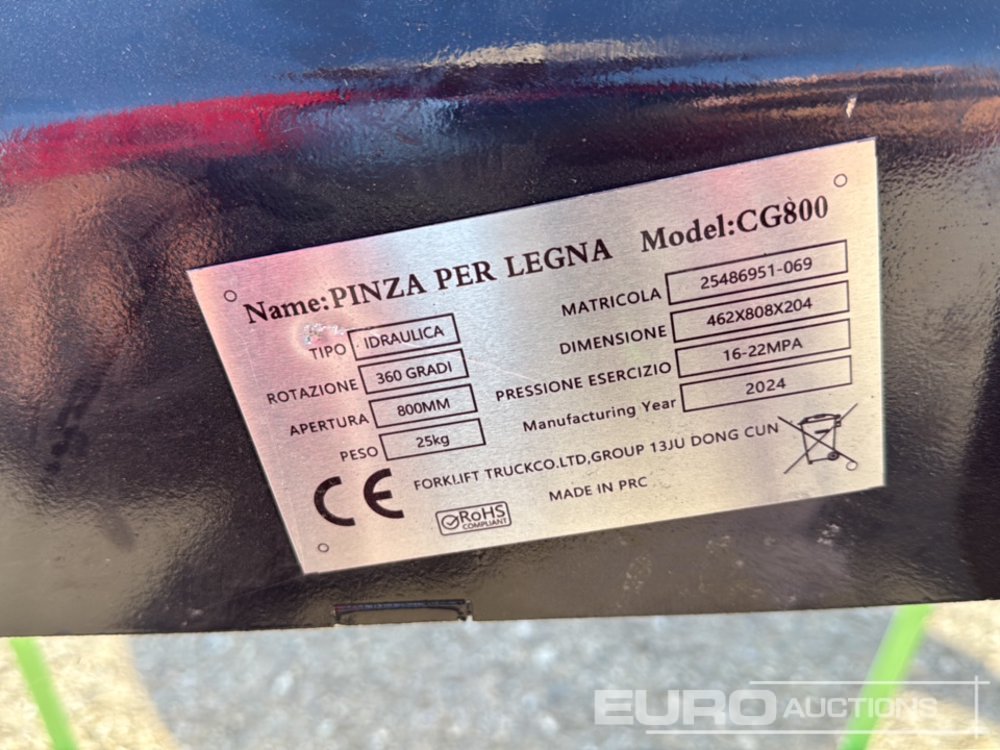 Name:PINZA PER LEGNA Model:CG800
TIPO IDRAULICA
ROTAZIONE 360 GRADI
APERTURA 800MM
PESO 25kg
MATRICOLA 25486951-069
DIMENSIONE 462X808X204
PRESSIONE ESERCIZIO 16-22MPA
Manufacturing Year 2024
CE FORKLIFT TRUCKCO.LTD,GROUP 13JU DONG CUN
RoHS
COMPLIANT
MADE IN PRC
EURO AUCTIONS